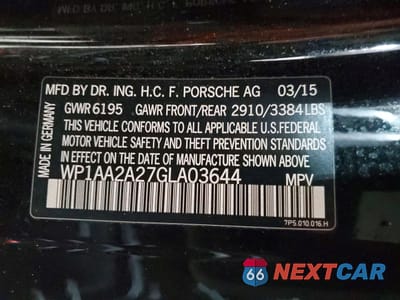 MFD BY DR. ING. H.C. F. PORSCHE AG 03/15
GVWR 6195 GAWR FRONT/REAR 2910/3384 LBS
THIS VEHICLE CONFORMS TO ALL APPLICABLE U.S.FEDERAL
MOTOR VEHICLE SAFETY AND THEFT PREVENTION STANDARDS
IN EFFECT ON THE DATE OF MANUFACTURE SHOWN ABOVE.
WP1AA2A27GLA03644 MPV
MADE IN GERMANY
7P5.010.016.H
66 NEXTCAR